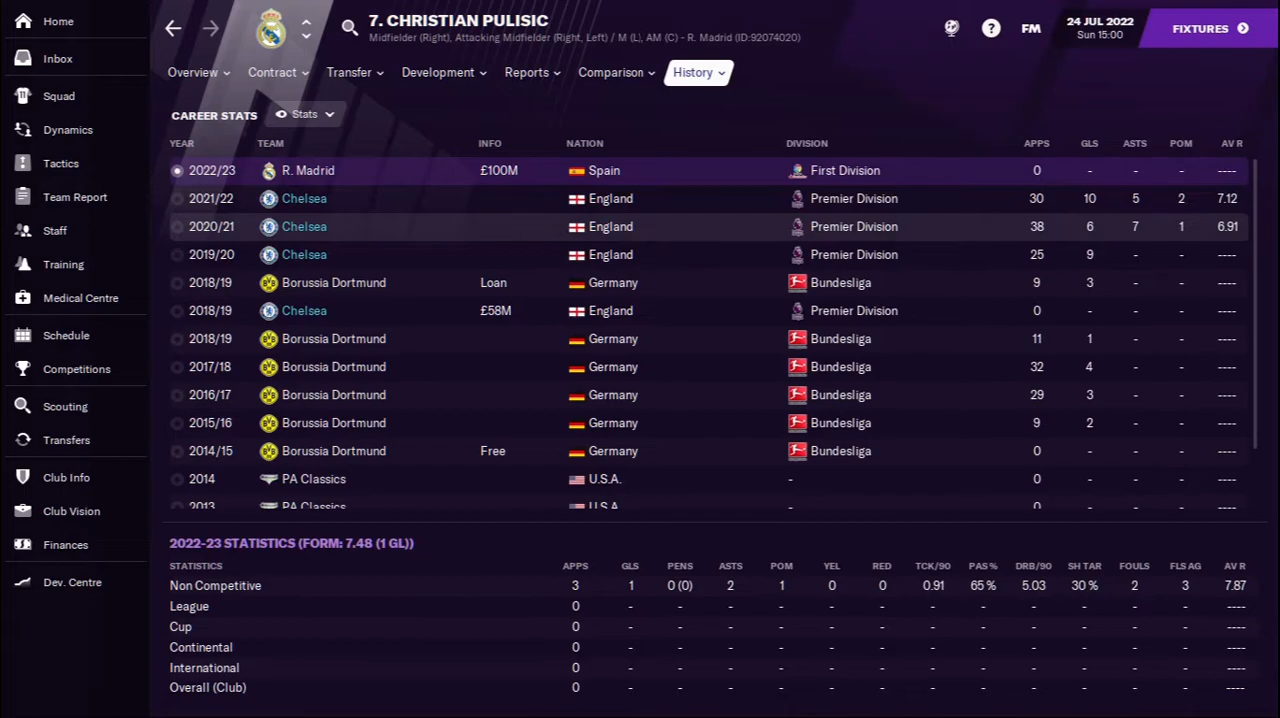 Home
Inbox
Squad
Dynamics
Tactics
Team Report
Staff
Training
Medical Centre
Schedule
Competitions
Scouting
Transfers
Club Info
Club Vision
Finances
Dev. Centre
7. CHRISTIAN PULISIC
Midfielder (Right), Attacking Midfielder (Right, Left) / M (L), AM (C) - R. Madrid (ID:92074020)
? FM 24 JUL 2022 FIXTURES
Sun 15:00
Overview Contract Transfer Development Reports Comparison History
CAREER STATS Stats
YEAR TEAM INFO NATION DIVISION APPS GLS ASTS POM AV R
2022/23 R. Madrid £100M Spain First Division 0 - - - ----
2021/22 Chelsea England Premier Division 30 10 5 2 7.12
2020/21 Chelsea England Premier Division 38 6 7 1 6.91
2019/20 Chelsea England Premier Division 25 9 - - ----
2018/19 Borussia Dortmund Loan Germany Bundesliga 9 3 - - ----
2018/19 Chelsea £58M England Premier Division 0 - - - ----
2018/19 Borussia Dortmund Germany Bundesliga 11 1 - - ----
2017/18 Borussia Dortmund Germany Bundesliga 32 4 - - ----
2016/17 Borussia Dortmund Germany Bundesliga 29 3 - - ----
2015/16 Borussia Dortmund Germany Bundesliga 9 2 - - ----
2014/15 Borussia Dortmund Free Germany Bundesliga 0 - - - ----
2014 PA Classics U.S.A. - 0 - - - ----
2013 PA Classics U.S.A. - 0 - - - ----
2022-23 STATISTICS (FORM: 7.48 (1 GL))
STATISTICS APPS GLS PENS ASTS POM YEL RED TCK/90 PAS % DRB/90 SH TAR FOULS FLS AG AV R
Non Competitive 3 1 0 (0) 2 1 0 0 0.91 65 % 5.03 30 % 2 3 7.87
League 0 - - - - - - - - - - - - ----
Cup 0 - - - - - - - - - - - - ----
Continental 0 - - - - - - - - - - - - ----
International 0 - - - - - - - - - - - - ----
Overall (Club) 0 - - - - - - - - - - - - ----